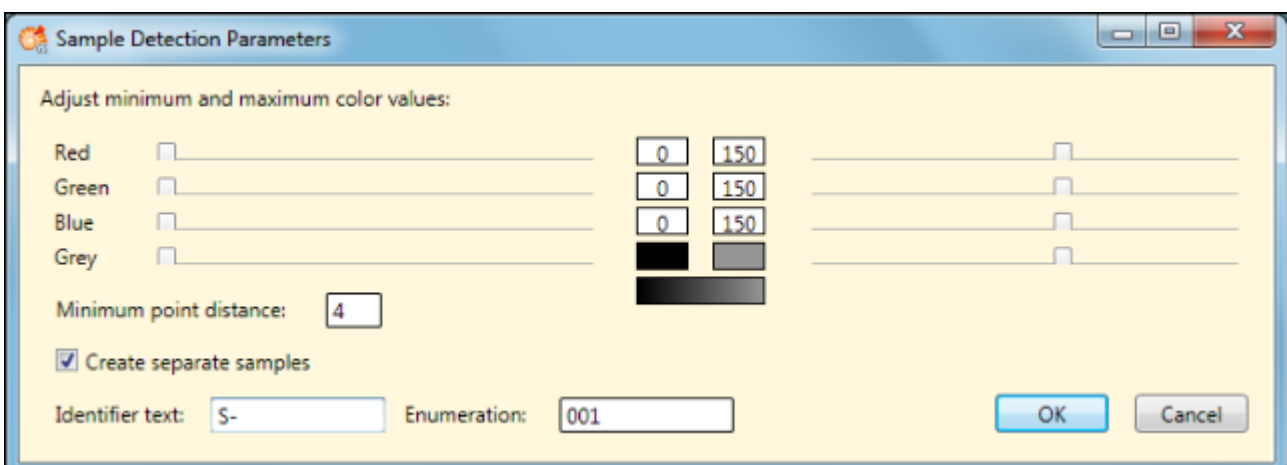 Sample Detection Parameters
Adjust minimum and maximum color values:
Red 0 150
Green 0 150
Blue 0 150
Grey
Minimum point distance: 4
Create separate samples
Identifier text: S- Enumeration: 001 OK Cancel